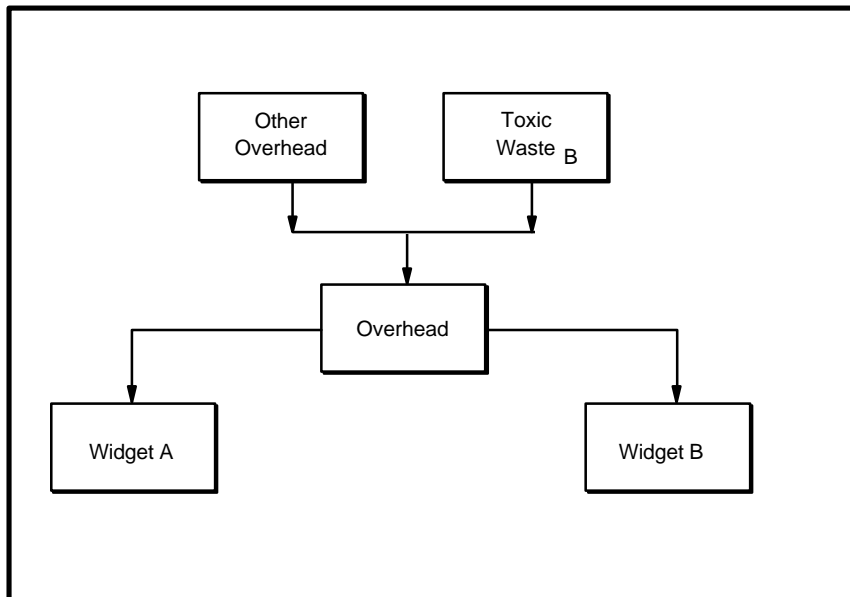 Other
Overhead
Toxic
Waste B
Overhead
Widget A
Widget B